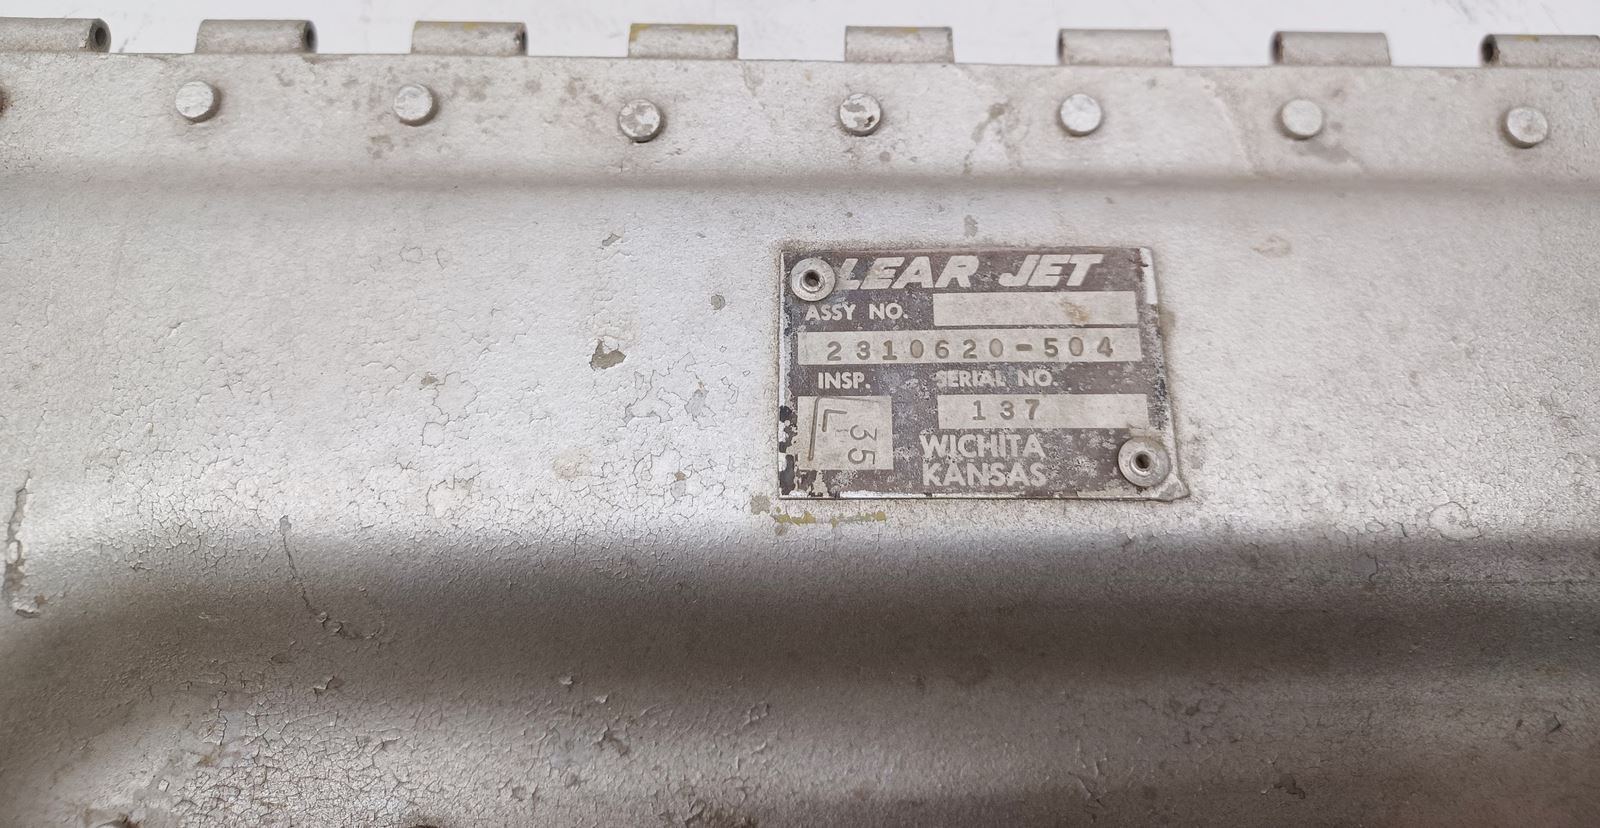 LEAR JET
ASSY NO.
2310620-504
INSP. SERIAL NO.
L 35 137
WICHITA
KANSAS